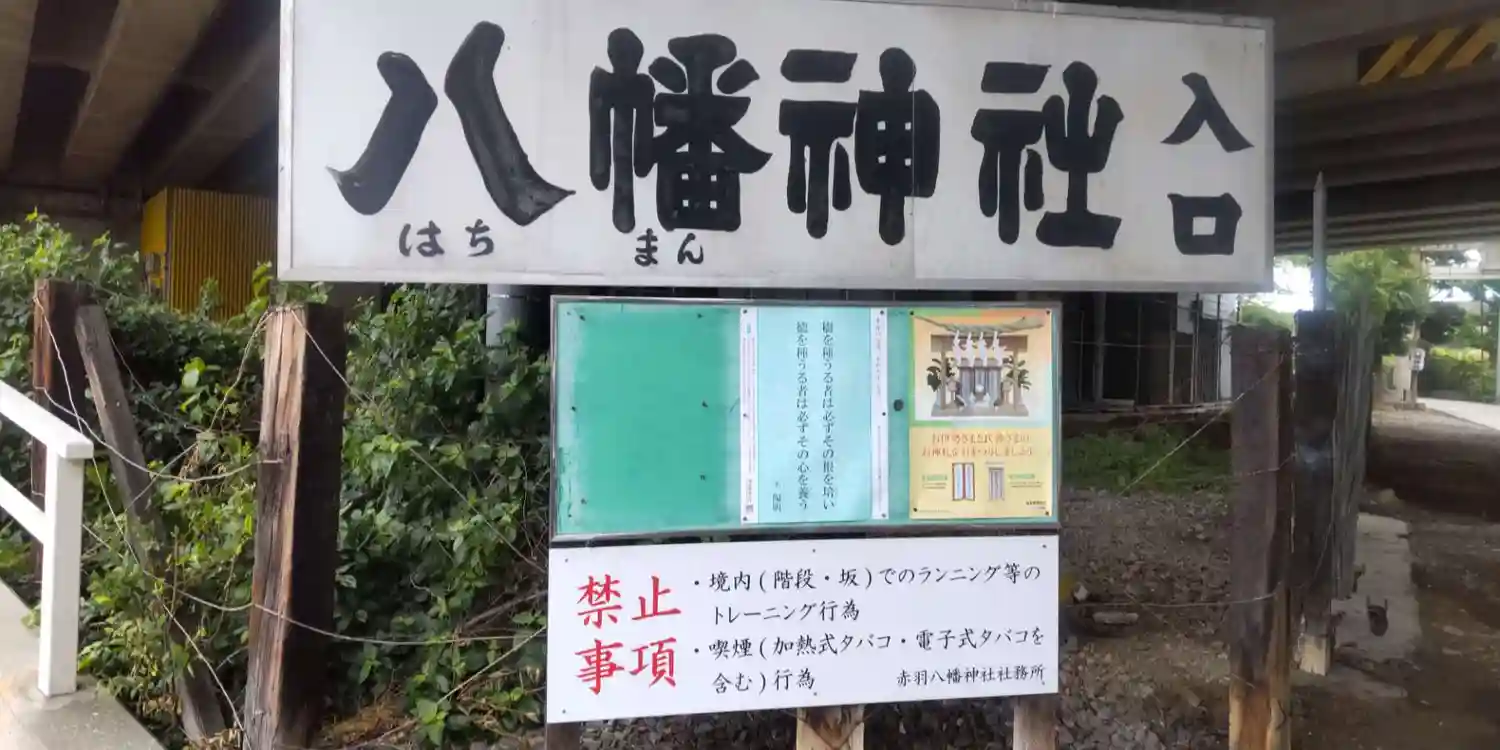 八幡神社入口
はちまん
樹を種うる者は必ずその根を培い
徳を種うる者は必ずその心を養う
禁止事項
・境内(階段・坂)でのランニング等の
トレーニング行為
・喫煙(加熱式タバコ・電子式タバコを
含む)行為
赤羽八幡神社社務所